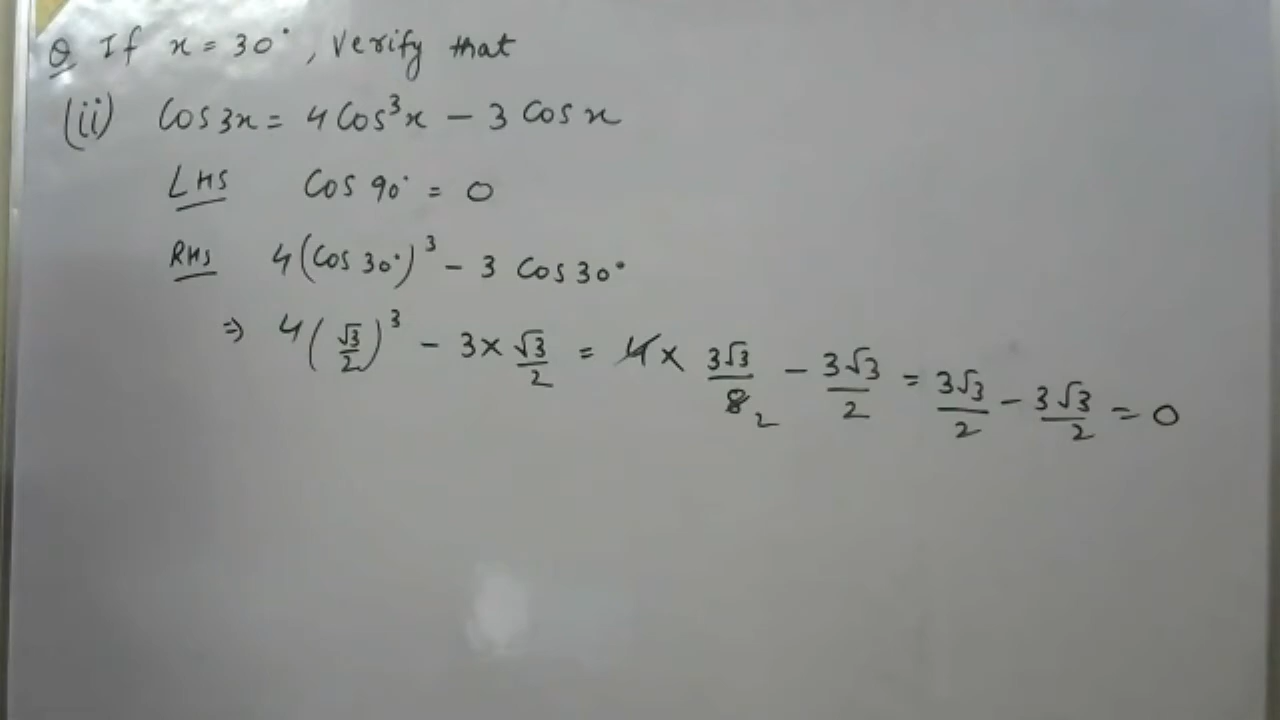 Q If x = 30°, Verify that
(ii) Cos 3x = 4 Cos³x - 3 Cos x
LHS Cos 90° = 0
RHS 4(Cos 30°)³ - 3 Cos 30°
⇒ 4(√3/2)³ - 3 × √3/2 = 4 × 3√3/8 2 - 3√3/2 = 3√3/2 - 3√3/2 = 0